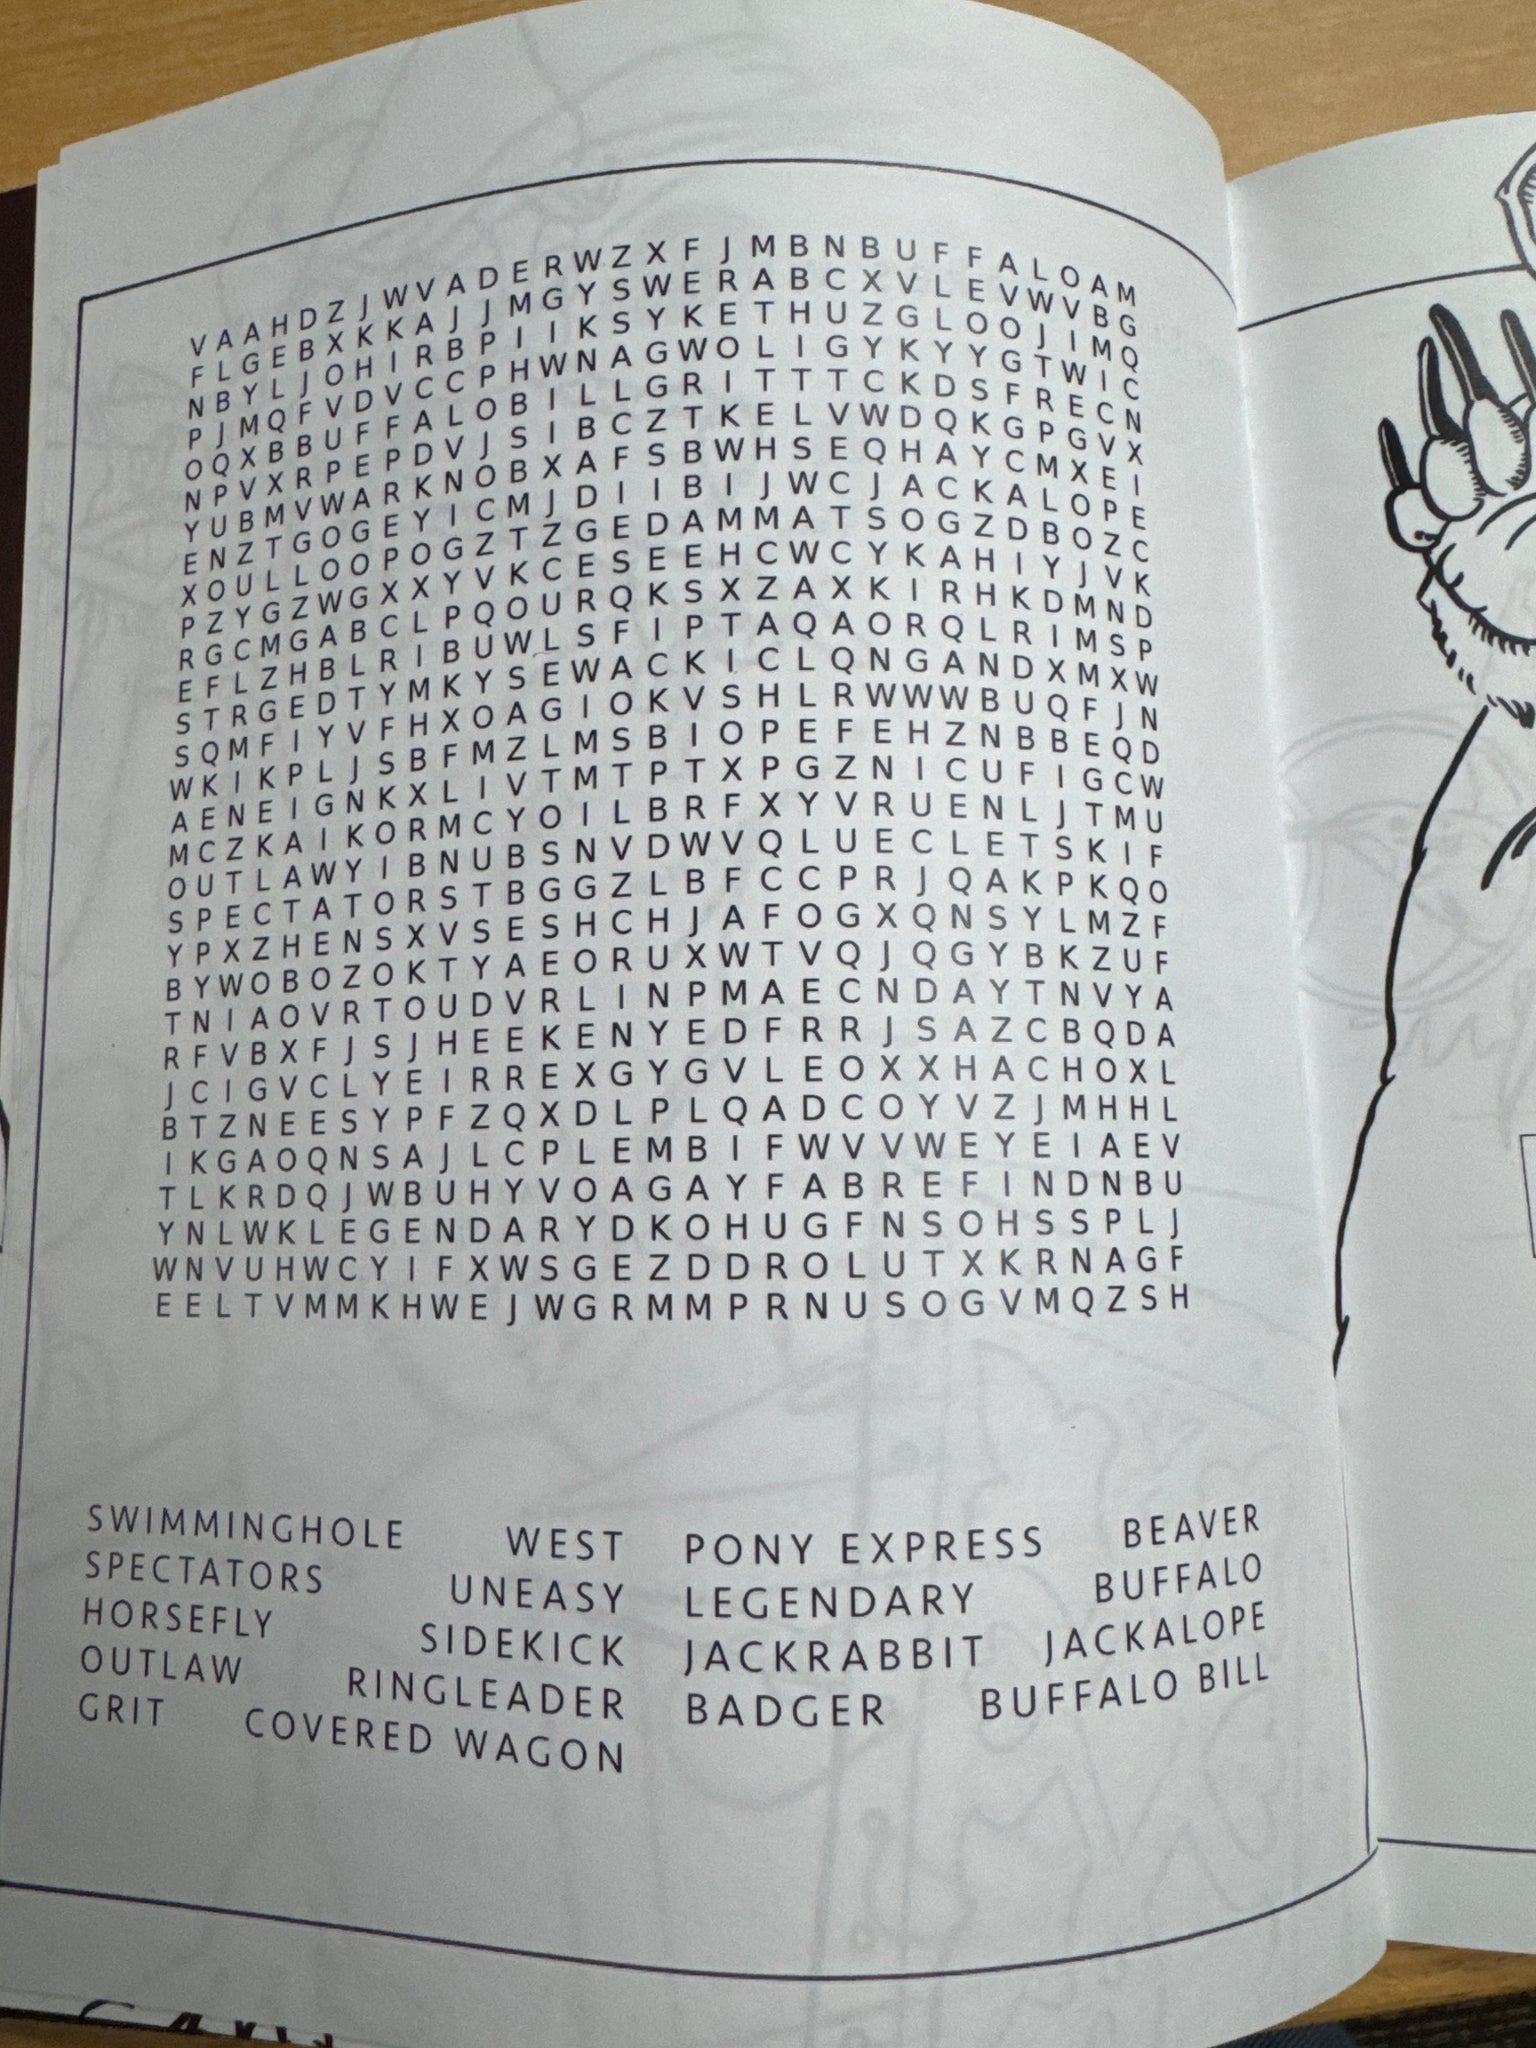 V A A H D Z J W V A D E R W Z X F J M B N B U F F A L O A M
F L G E B X K K A J J M G Y S W E R A B C X V L E V W V B G
N B Y L J O H I R B P I I K S Y K E T H U Z G L O O J I M Q
P J M Q F V D V C C P H W N A G W O L I G Y K Y Y G T W I C
O Q X B B U F F A L O B I L L G R I T T T C K D S F R E C N
N P V X R P E P D V J S I B C Z T K E L V W D Q K G P G V X
Y U B M V W A R K N O B X A F S B W H S E Q H A Y C M X E I
E N Z T G O G E Y I C M J D I I B I J W C J A C K A L O P E
X O U L L O O P O G Z T Z G E D A M M A T S O G Z D B O Z C
P Z Y G Z W G X X Y V K C E S E E H C W C Y K A H I Y J V K
R G C M G A B C L P Q O U R Q K S X Z A X K I R H K D M N D
E F L Z H B L R I B U W L S F I P T A Q A O R Q L R I M S P
S T R G E D T Y M K Y S E W A C K I C L Q N G A N D X M X W
S Q M F I Y V F H X O A G I O K V S H L R W W W B U Q F J N
W K I K P L J S B F M Z L M S B I O P E F E H Z N B B E Q D
A E N E I G N K X L I V T M T P T X P G Z N I C U F I G C W
M C Z K A I K O R M C Y O I L B R F X Y V R U E N L J T M U
O U T L A W Y I B N U B S N V D W V Q L U E C L E T S K I F
S P E C T A T O R S T B G G Z L B F C C P R J Q A K P K Q O
Y P X Z H E N S X V S E S H C H J A F O G X Q N S Y L M Z F
B Y W O B O Z O K T Y A E O R U X W T V Q J Q G Y B K Z U F
T N I A O V R T O U D V R L I N P M A E C N D A Y T N V Y A
R F V B X F J S J H E E K E N Y E D F R R J S A Z C B Q D A
J C I G V C L Y E I R R E X G Y G V L E O X X H A C H O X L
B T Z N E E S Y P F Z Q X D L P L Q A D C O Y V Z J M H H L
I K G A O Q N S A J L C P L E M B I F W V V W E Y E I A E V
T L K R D Q J W B U H Y V O A G A Y F A B R E F I N D N B U
Y N L W K L E G E N D A R Y D K O H U G F N S O H S S P L J
W N V U H W C Y I F X W S G E Z D D R O L U T X K R N A G F
E E L T V M M K H W E J W G R M M P R N U S O G V M Q Z S H
SWIMMINGHOLE WEST PONY EXPRESS BEAVER
SPECTATORS UNEASY LEGENDARY BUFFALO
HORSEFLY SIDEKICK JACKRABBIT JACKALOPE
OUTLAW RINGLEADER BADGER BUFFALO BILL
GRIT COVERED WAGON